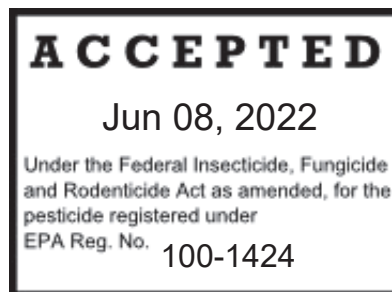 ACCEPTED
Jun 08, 2022
Under the Federal Insecticide, Fungicide
and Rodenticide Act as amended, for the
pesticide registered under
EPA Reg. No. 100-1424